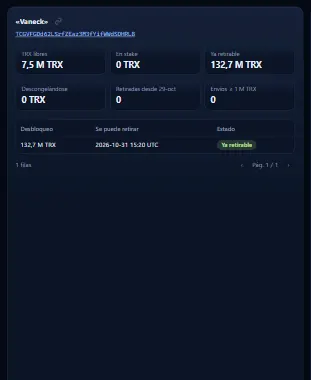 «Vaneck»
TRX libres
7,5 M TRX
En stake
0 TRX
Ya retirable
132,7 M TRX
Descongelándose
0 TRX
Retiradas desde 29-oct
0
Envíos ≥ 1 M TRX
0
Desbloqueo Se puede retirar Estado
132,7 M TRX 2026-10-31 15:20 UTC Ya retirable
1 filas ‹ Pág. 1 / 1 ›